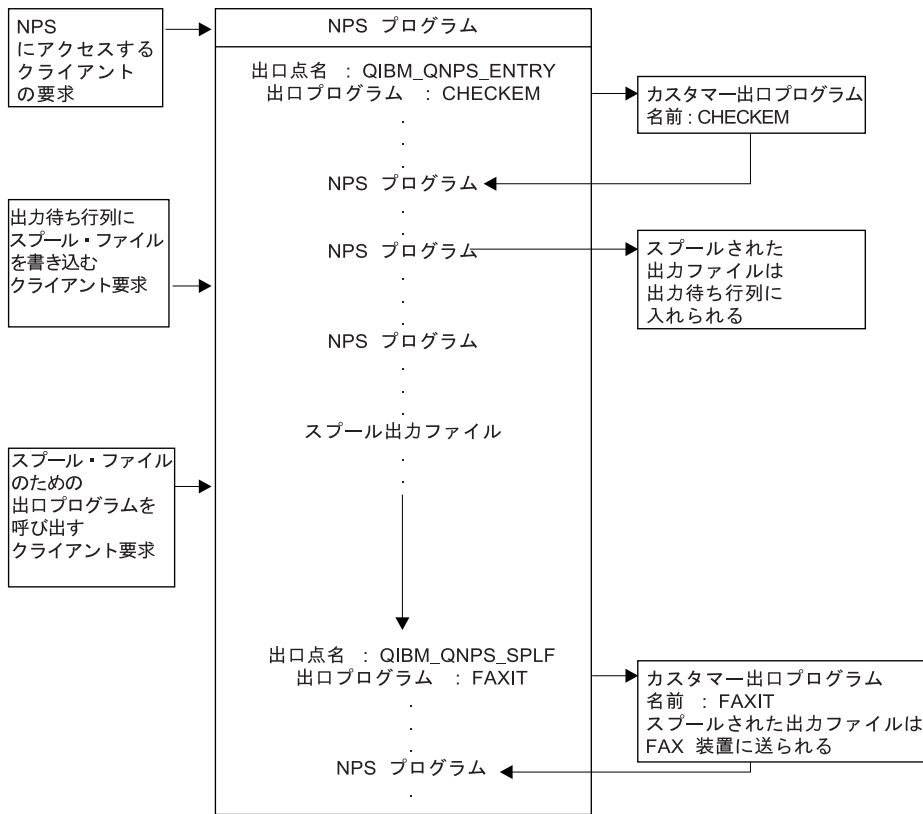 NPS
にアクセスする
クライアント
の要求
NPS プログラム
出口点名 : QIBM_QNPS_ENTRY
出口プログラム : CHECKEM
カスタマー出口プログラム
名前 : CHECKEM
NPS プログラム
出力待ち行列に
スプール・ファイル
を書き込む
クライアント要求
NPS プログラム
スプールされた
出力ファイルは
出力待ち行列に
入れられる
NPS プログラム
スプール出力ファイル
スプール・ファイル
のための
出口プログラムを
呼び出す
クライアント要求
出口点名 : QIBM_QNPS_SPLF
出口プログラム : FAXIT
カスタマー出口プログラム
名前 : FAXIT
スプールされた出力ファイルは
FAX 装置に送られる
NPS プログラム